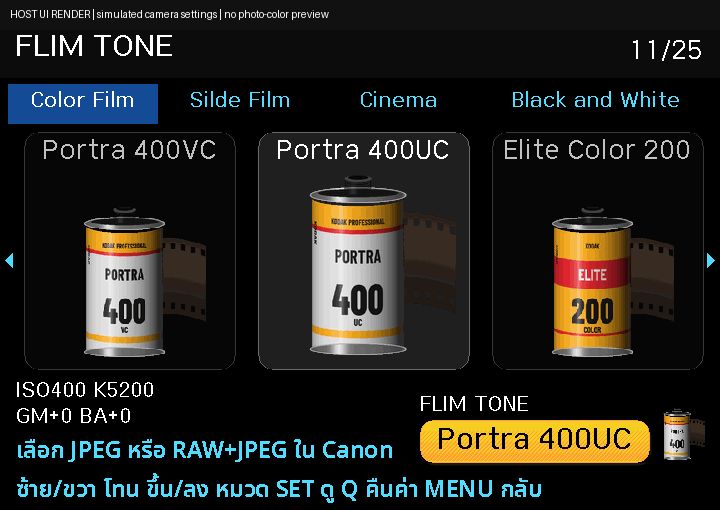 HOST UI RENDER | simulated camera settings | no photo-color preview
FLIM TONE
11/25
Color Film
Silde Film
Cinema
Black and White
Portra 400VC
Portra 400UC
Elite Color 200
KODAK PROFESSIONAL
KODAK
PORTRA
400
VC
KODAK PROFESSIONAL
KODAK
PORTRA
400
UC
KODAK
ELITE
200
COLOR
ISO400 K5200
GM+0 BA+0
FLIM TONE
Portra 400UC
PORTRA
400
เลือก JPEG หรือ RAW+JPEG ใน Canon
ซ้าย/ขวา โทน ขึ้น/ลง หมวด SET ดู Q คืนค่า MENU กลับ